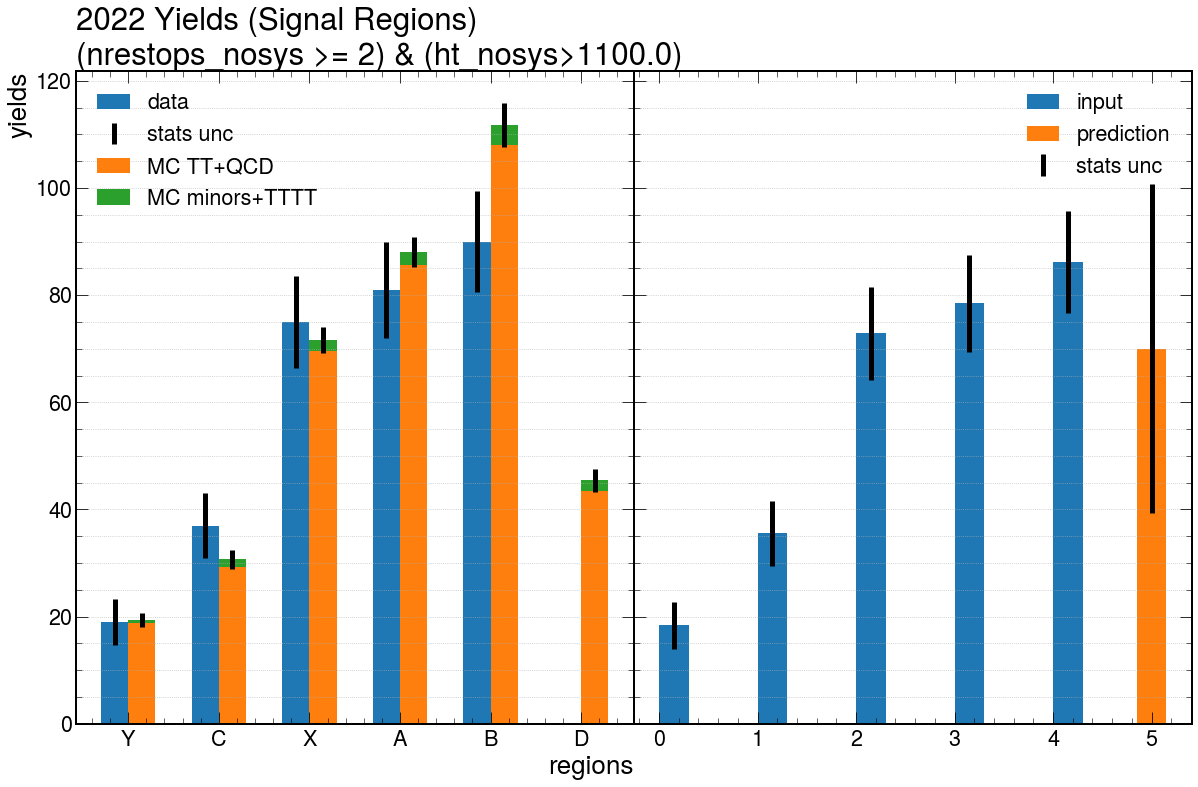 2022 Yields (Signal Regions)
(nrestops_nosys >= 2) & (ht_nosys>1100.0)
yields
120
100
80
60
40
20
0
data
stats unc
MC TT+QCD
MC minors+TTTT
input
prediction
stats unc
Y C X A B D
0 1 2 3 4 5
regions